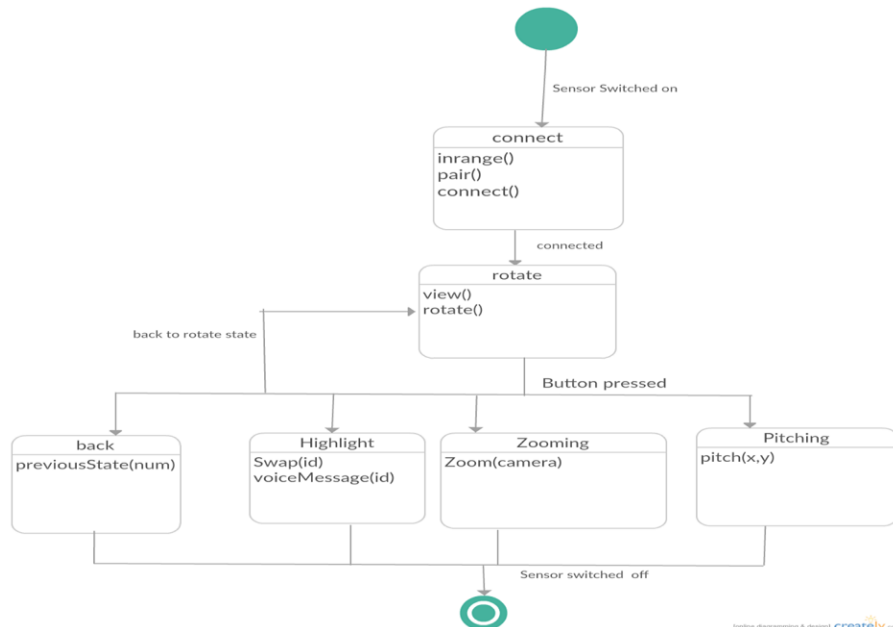 Sensor Switched on
connect
inrange()
pair()
connect()
connected
rotate
view()
rotate()
back to rotate state
Button pressed
back
previousState(num)
Highlight
Swap(id)
voiceMessage(id)
Zooming
Zoom(camera)
Pitching
pitch(x,y)
Sensor switched off
creately